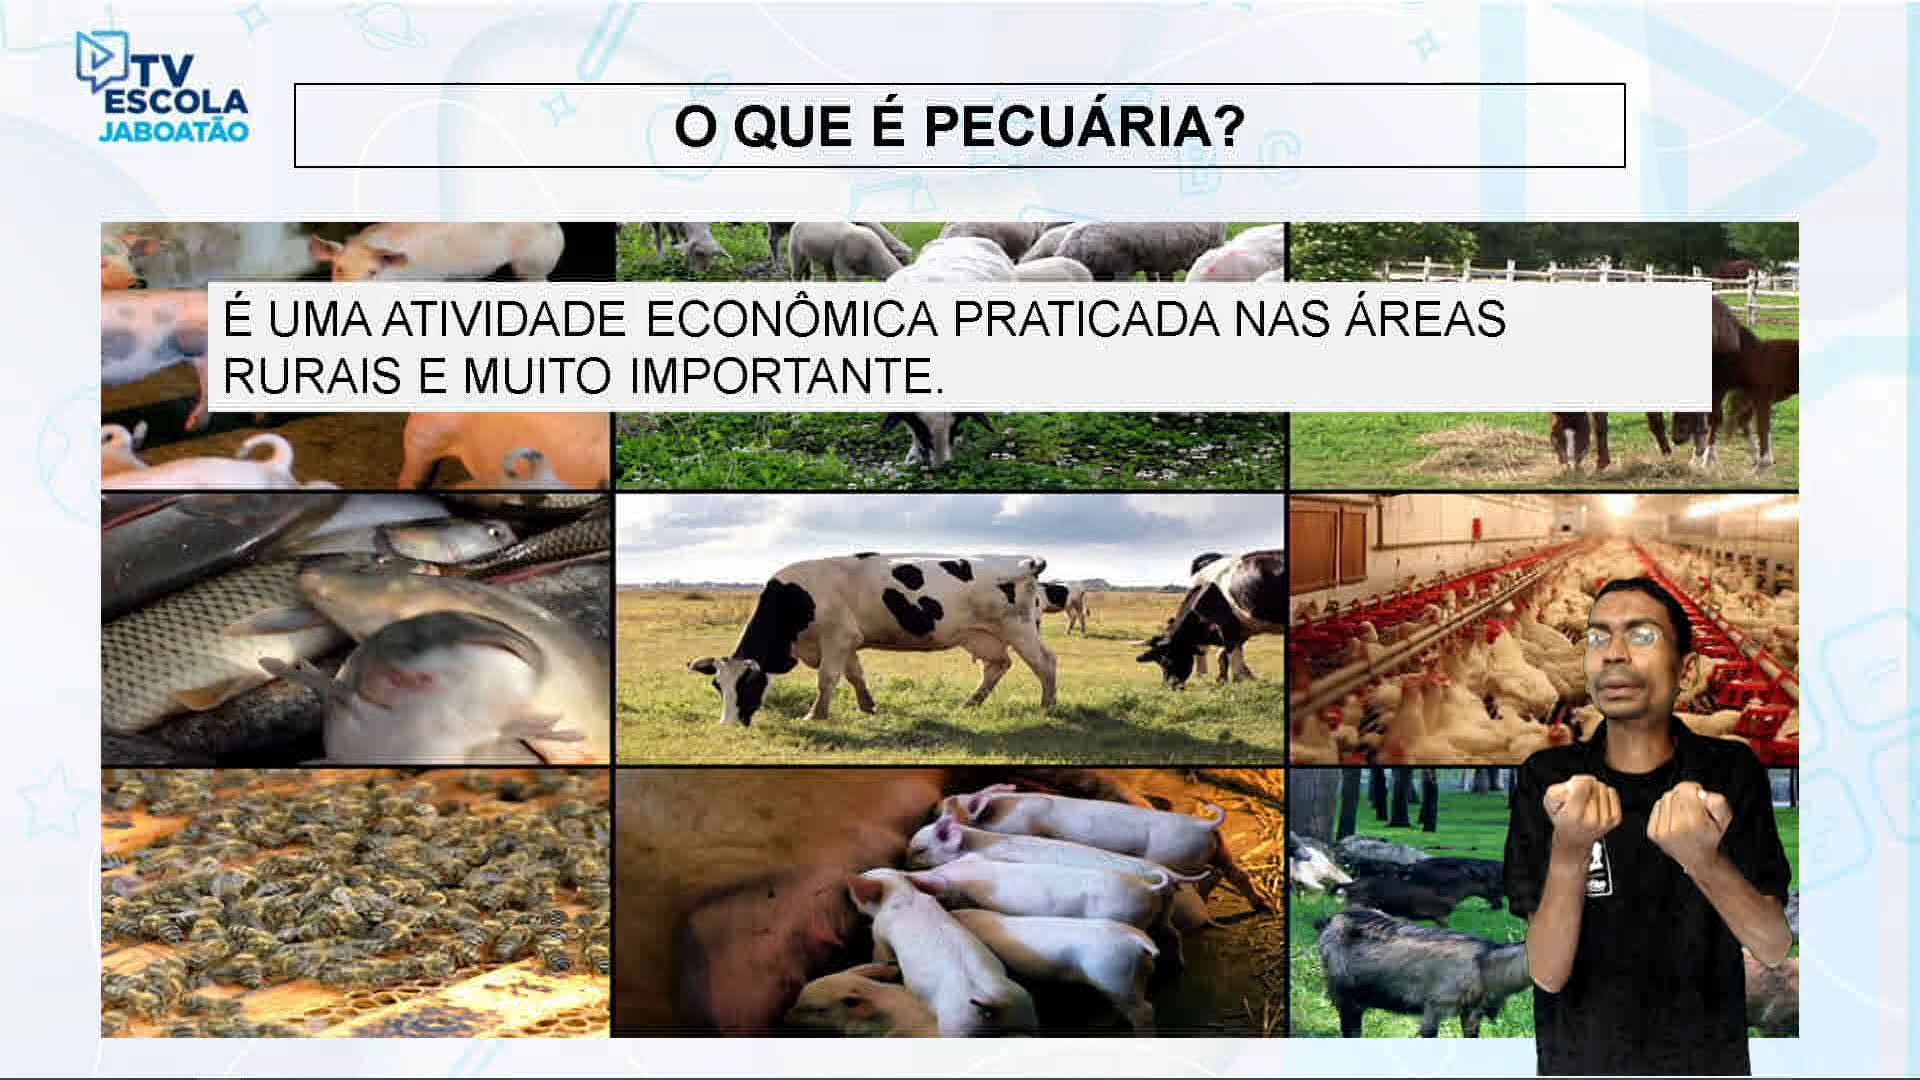 TV
ESCOLA
JABOATÃO
O QUE É PECUÁRIA?
É UMA ATIVIDADE ECONÔMICA PRATICADA NAS ÁREAS
RURAIS E MUITO IMPORTANTE.